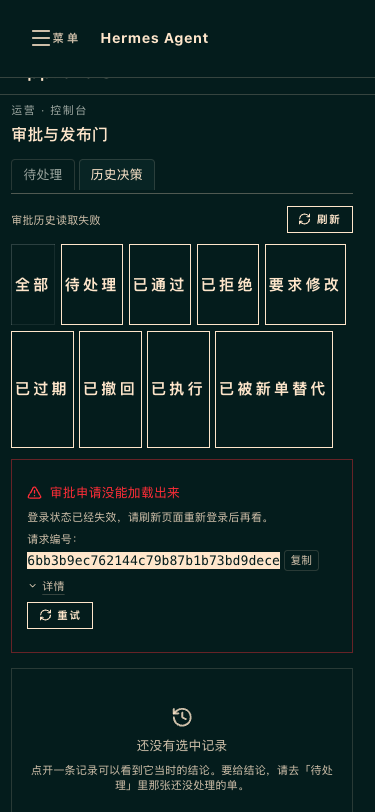 菜单
Hermes Agent
运营 · 控制台
审批与发布门
待处理
历史决策
审批历史读取失败
刷新
全部
待处理
已通过
已拒绝
要求修改
已过期
已撤回
已执行
已被新单替代
审批申请没能加载出来
登录状态已经失效，请刷新页面重新登录后再看。
请求编号：
6bb3b9ec762144c79b87b1b73bd9dece
复制
详情
重试
还没有选中记录
点开一条记录可以看到它当时的结论。要给结论，请去「待处
理」里那张还没处理的单。